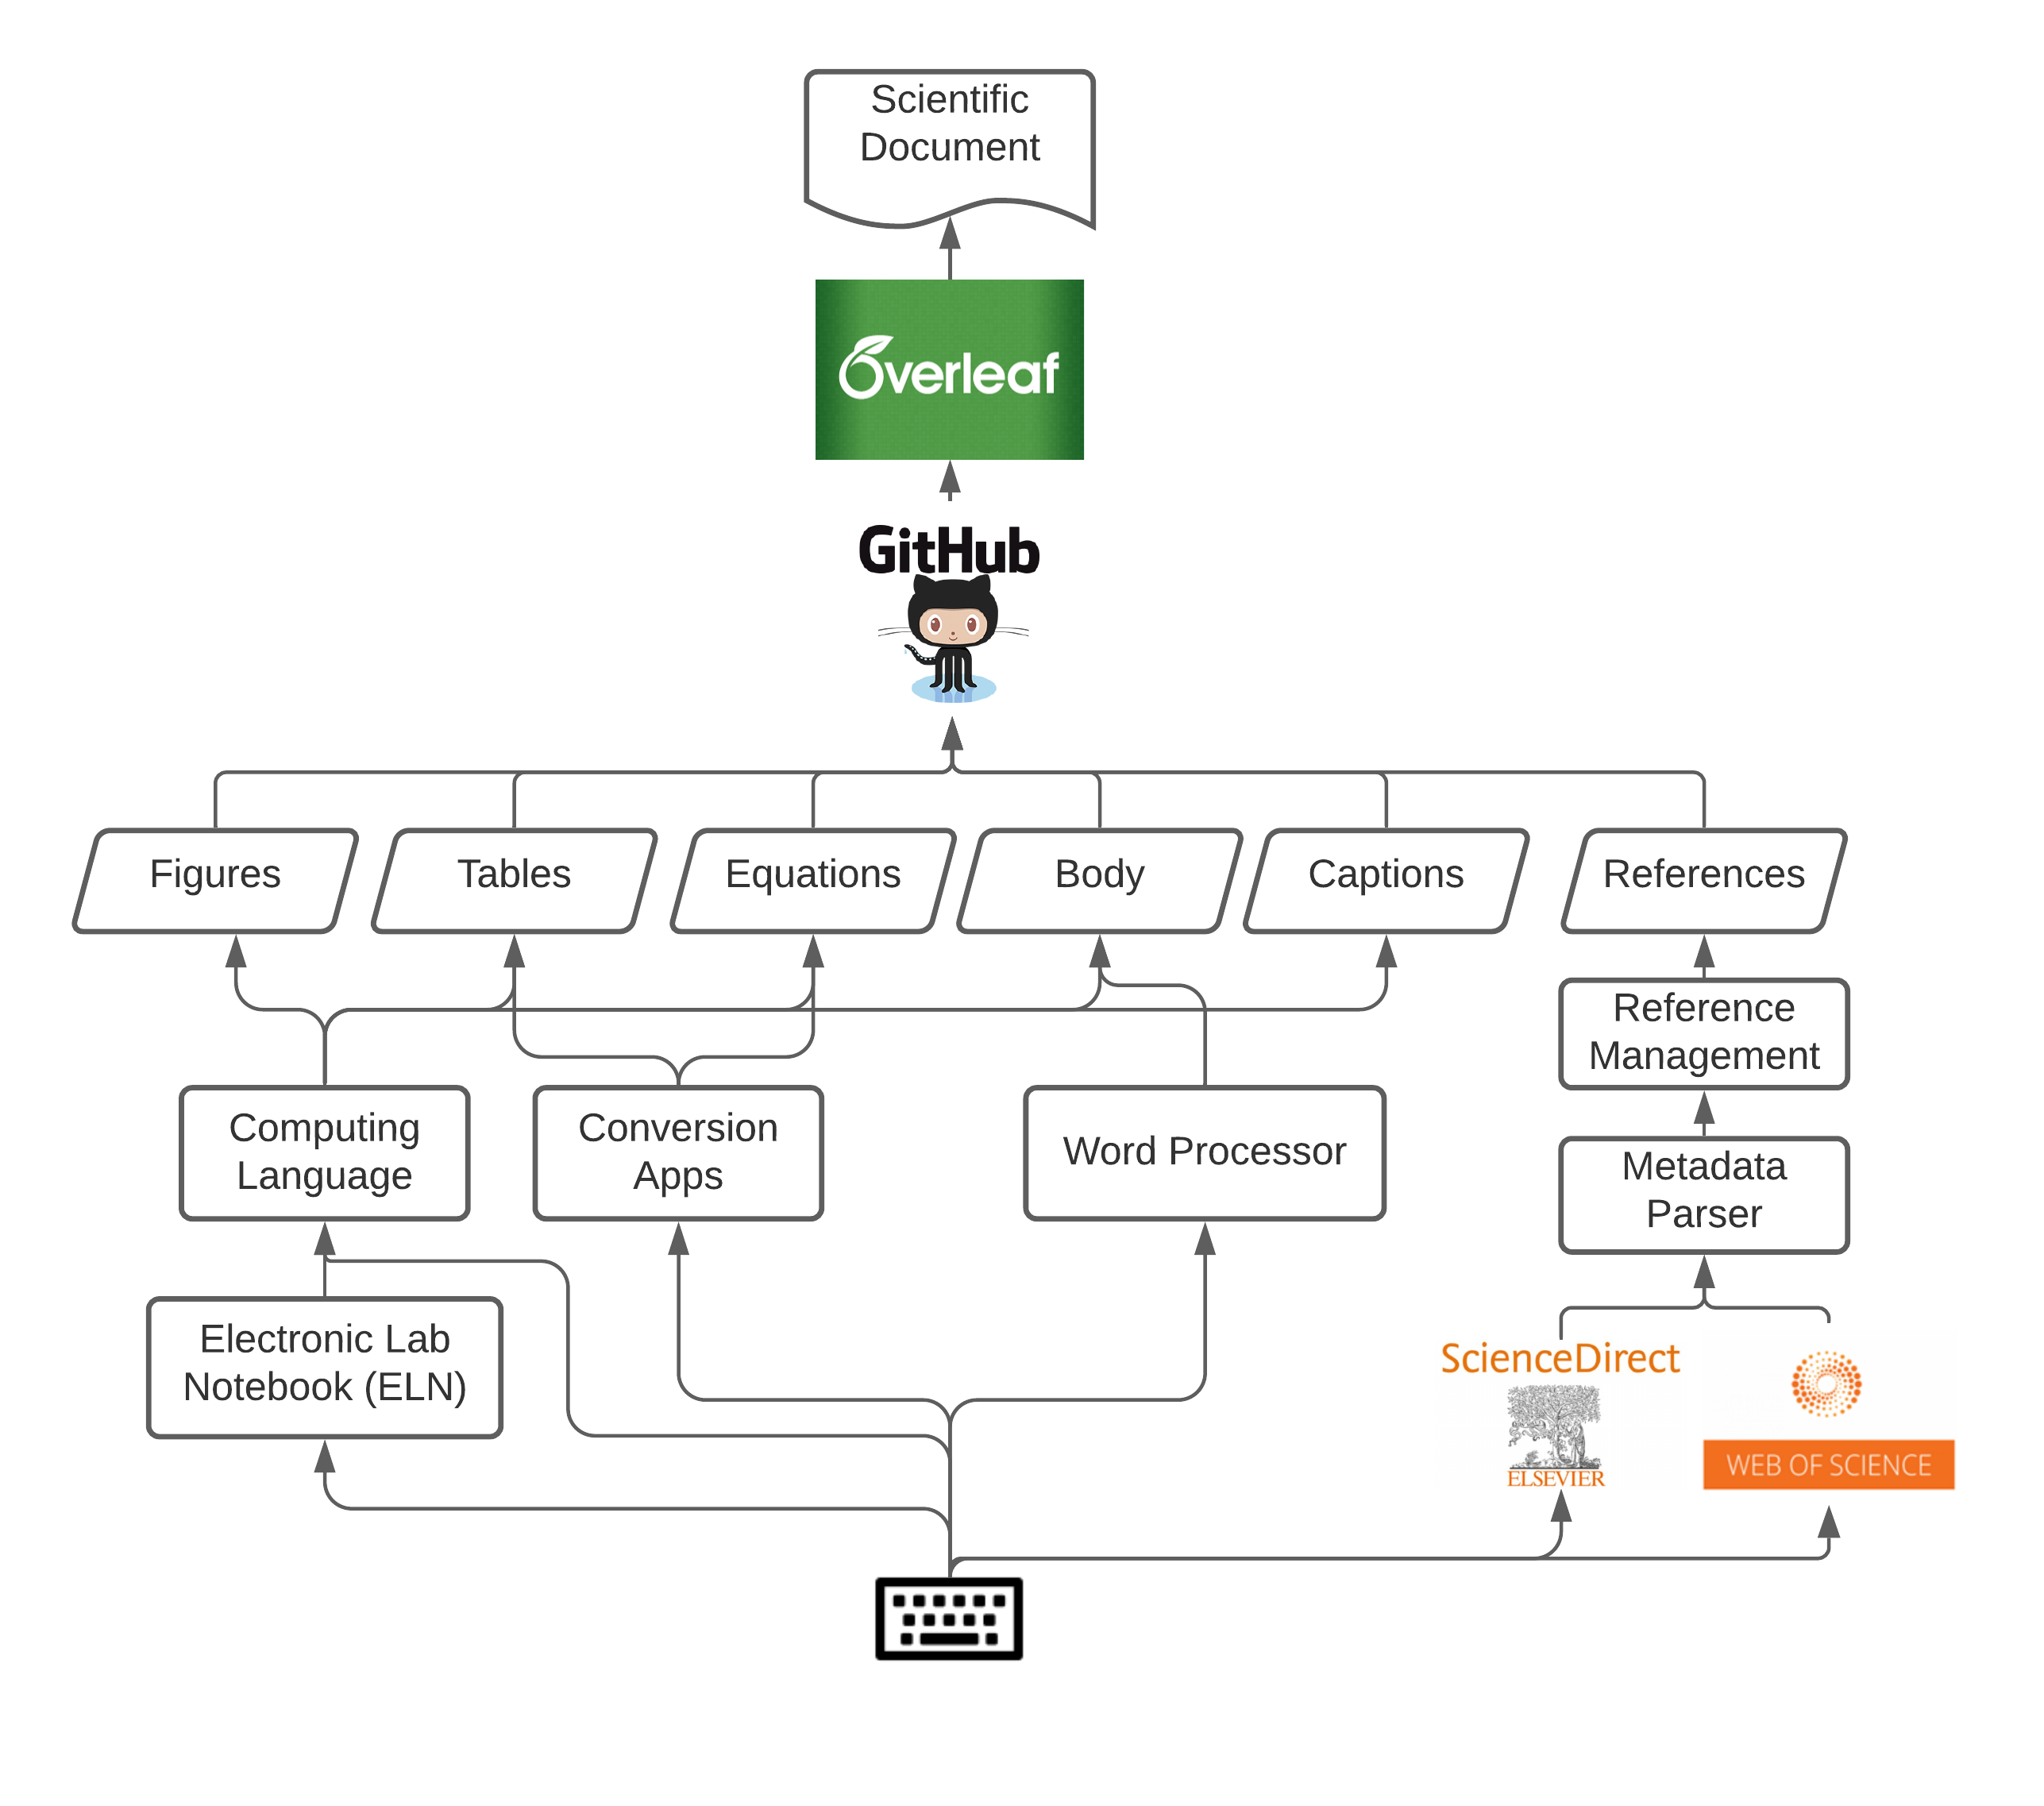 Scientific
Document
Overleaf
GitHub
Figures
Tables
Equations
Body
Captions
References
Reference
Management
Computing
Language
Conversion
Apps
Word Processor
Metadata
Parser
Electronic Lab
Notebook (ELN)
ScienceDirect
ELSEVIER
WEB OF SCIENCE